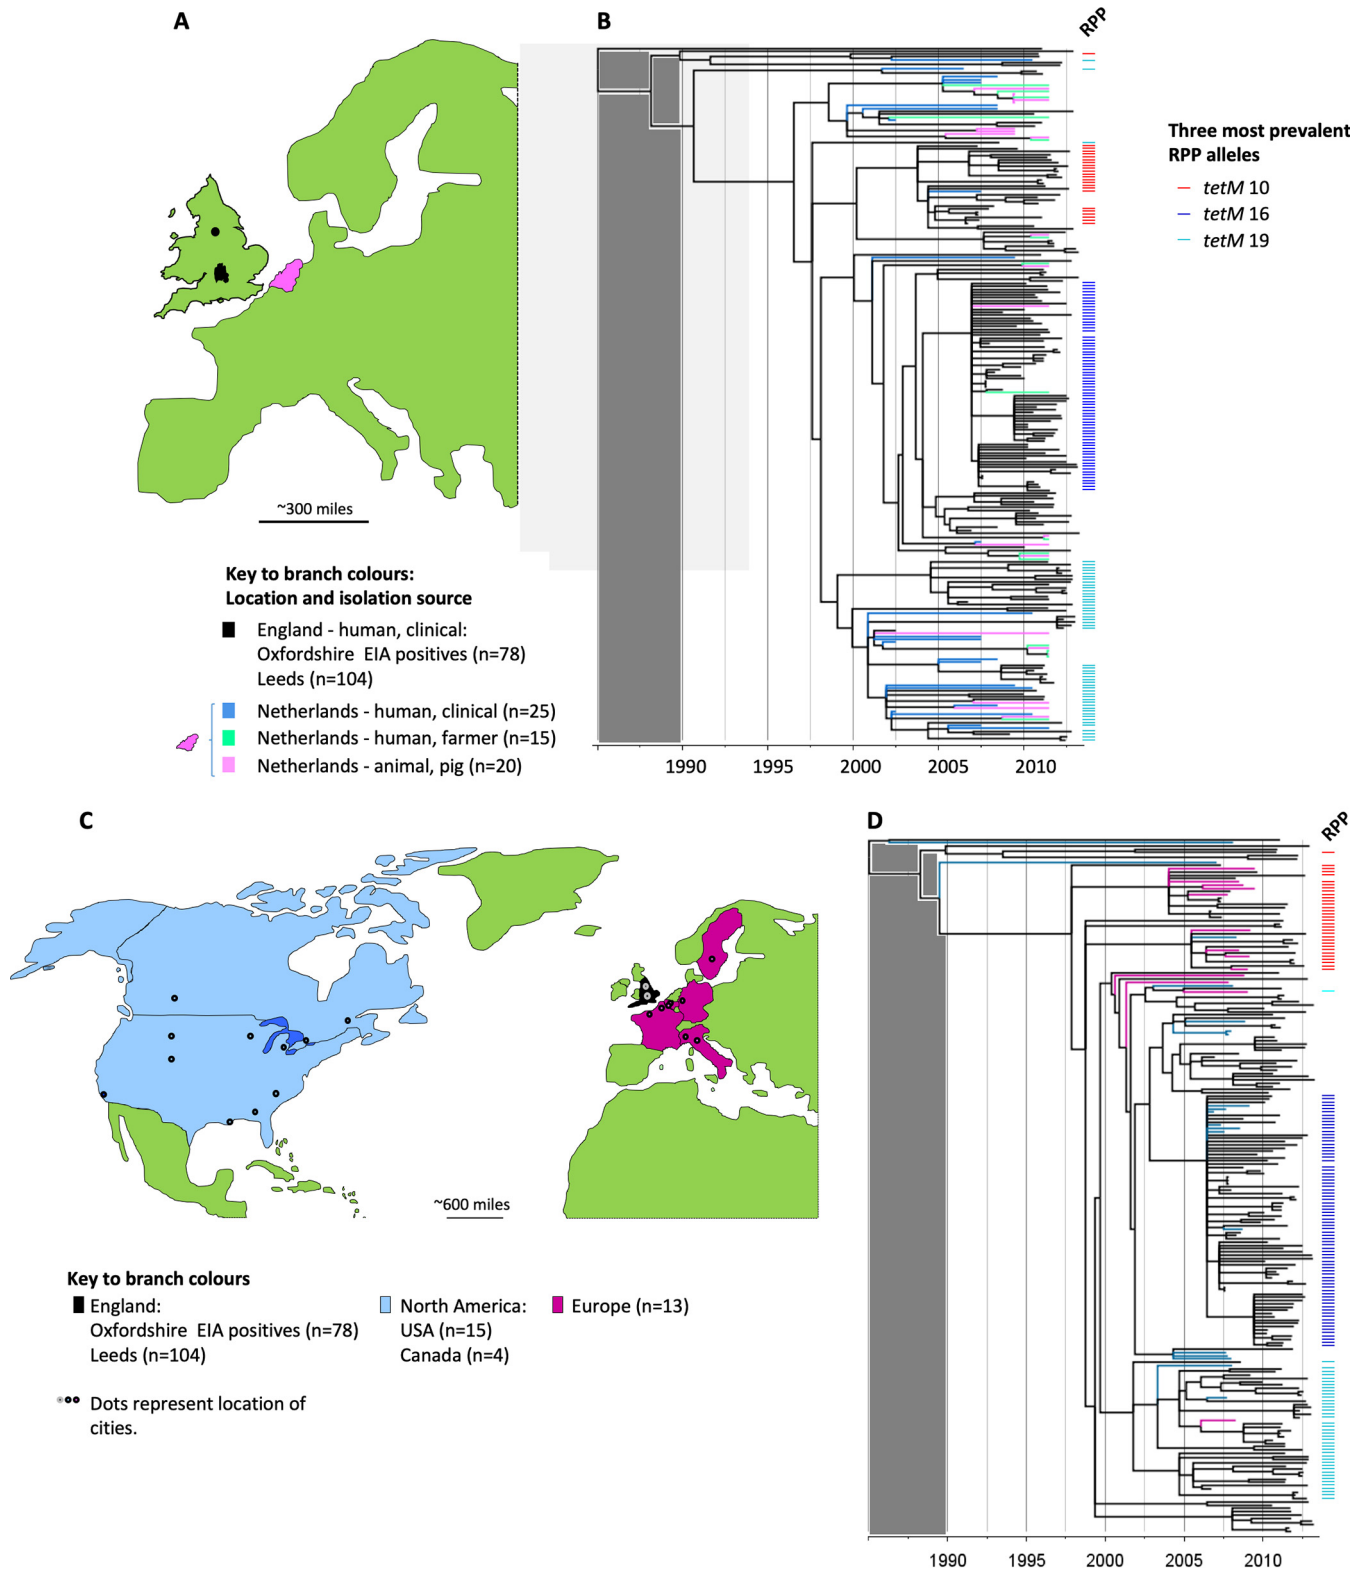 A
B
RPP
Three most prevalent
RPP alleles
tetM 10
tetM 16
tetM 19
~300 miles
Key to branch colours:
Location and isolation source
England - human, clinical:
Oxfordshire EIA positives (n=78)
Leeds (n=104)
Netherlands - human, clinical (n=25)
Netherlands - human, farmer (n=15)
Netherlands - animal, pig (n=20)
1990 1995 2000 2005 2010
C
D
RPP
~600 miles
Key to branch colours
England:
Oxfordshire EIA positives (n=78)
Leeds (n=104)
North America:
USA (n=15)
Canada (n=4)
Europe (n=13)
Dots represent location of
cities.
1990 1995 2000 2005 2010